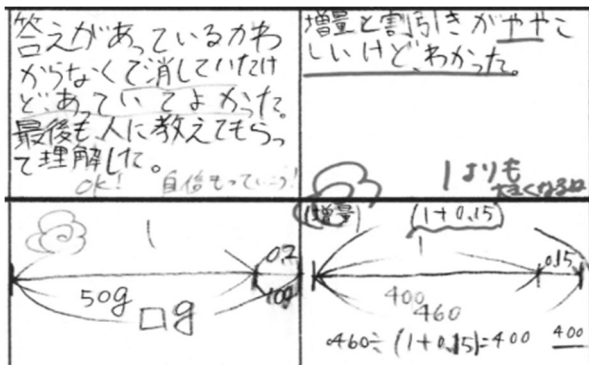 答えがあっているかわ
からなくて消していたけ
ど、あっていてよかった。
最後も、人に教えてもらっ
て理解した。
OK! 自信もっていこう!
増量と割引きがややこ
しいけど、わかった。
1よりも
大きくなるね
1
0.2
50g
10g
□g
増量
(1+0.15)
1
0.15
400
460
460÷(1+0.15)=400 400